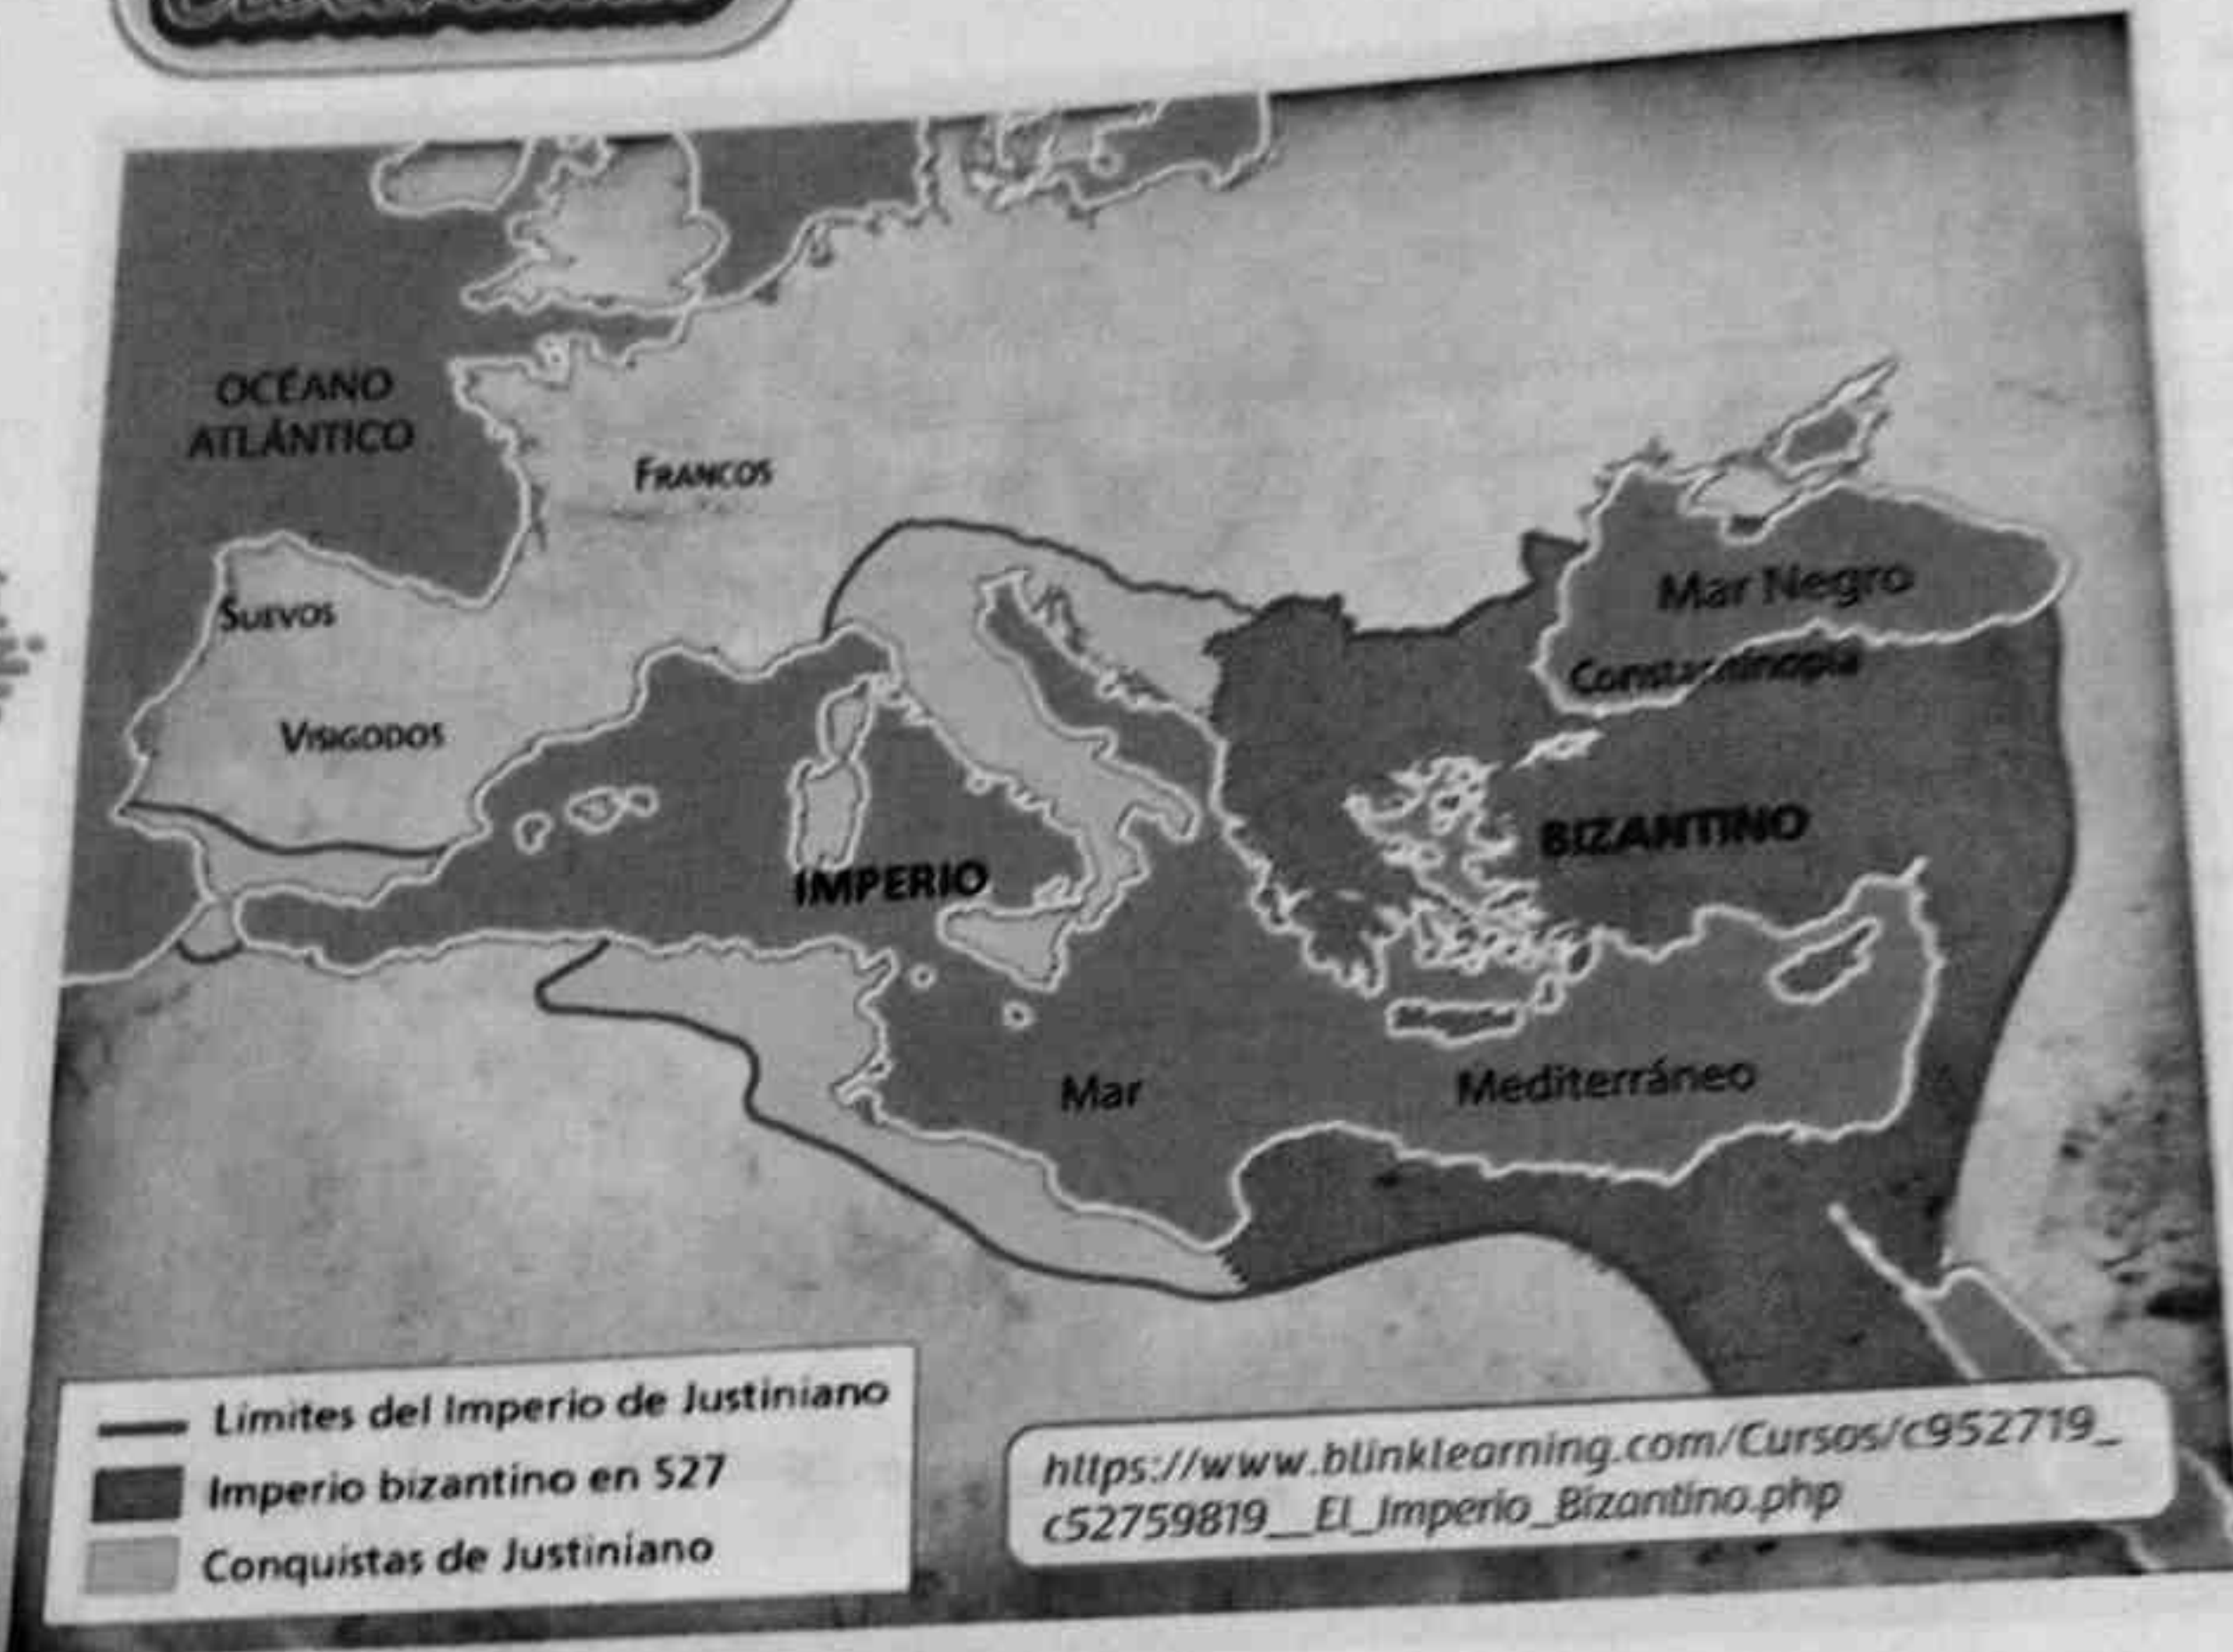 OCÉANO
ATLÁNTICO
FRANCOS
SUEVOS
Mar Negro
Constantinopla
VISIGODOS
BIZANTINO
IMPERIO
Mar
Mediterráneo
Límites del Imperio de Justiniano
Imperio bizantino en 527
Conquistas de Justiniano
https://www.blinklearning.com/Cursos/c952719_
c52759819__El_Imperio_Bizantino.php